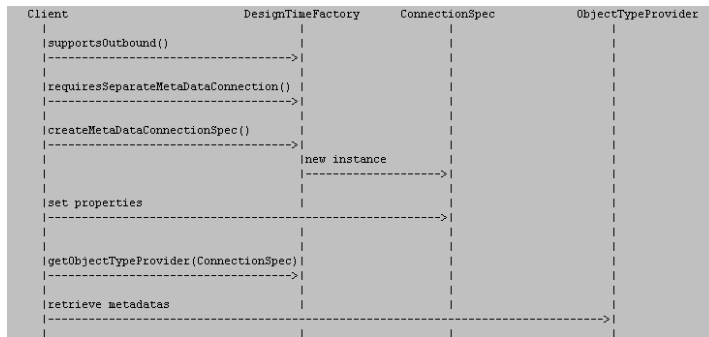 Client DesignTimeFactory ConnectionSpec ObjectTypeProvider
supportsOutbound()
requiresSeparateMetaDataConnection()
createMetaDataConnectionSpec()
new instance
set properties
getObjectTypeProvider(ConnectionSpec)
retrieve metadatas